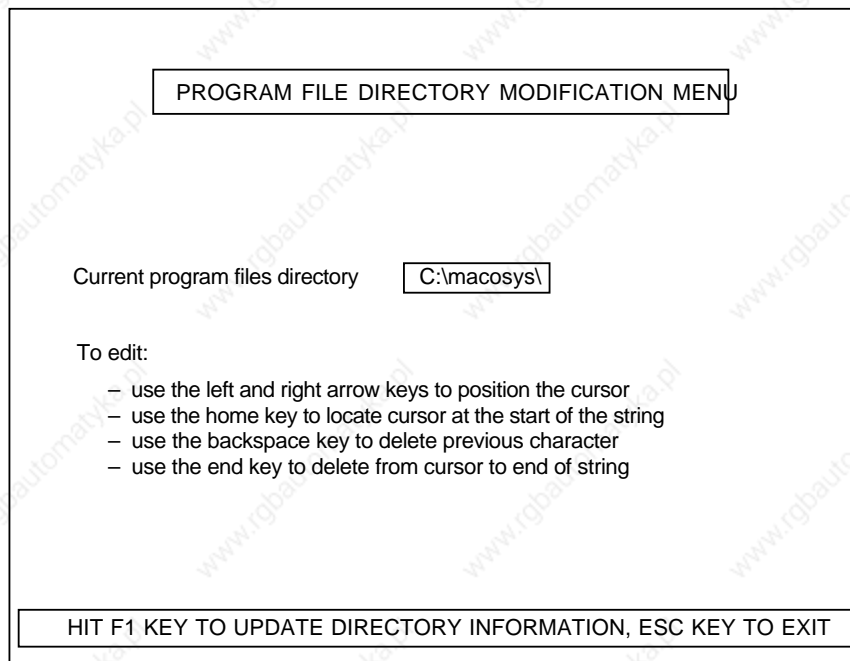 PROGRAM FILE DIRECTORY MODIFICATION MENU
Current program files directory C:\macosys\
To edit:
– use the left and right arrow keys to position the cursor
– use the home key to locate cursor at the start of the string
– use the backspace key to delete previous character
– use the end key to delete from cursor to end of string
HIT F1 KEY TO UPDATE DIRECTORY INFORMATION, ESC KEY TO EXIT
www.rgbautomatyka.pl